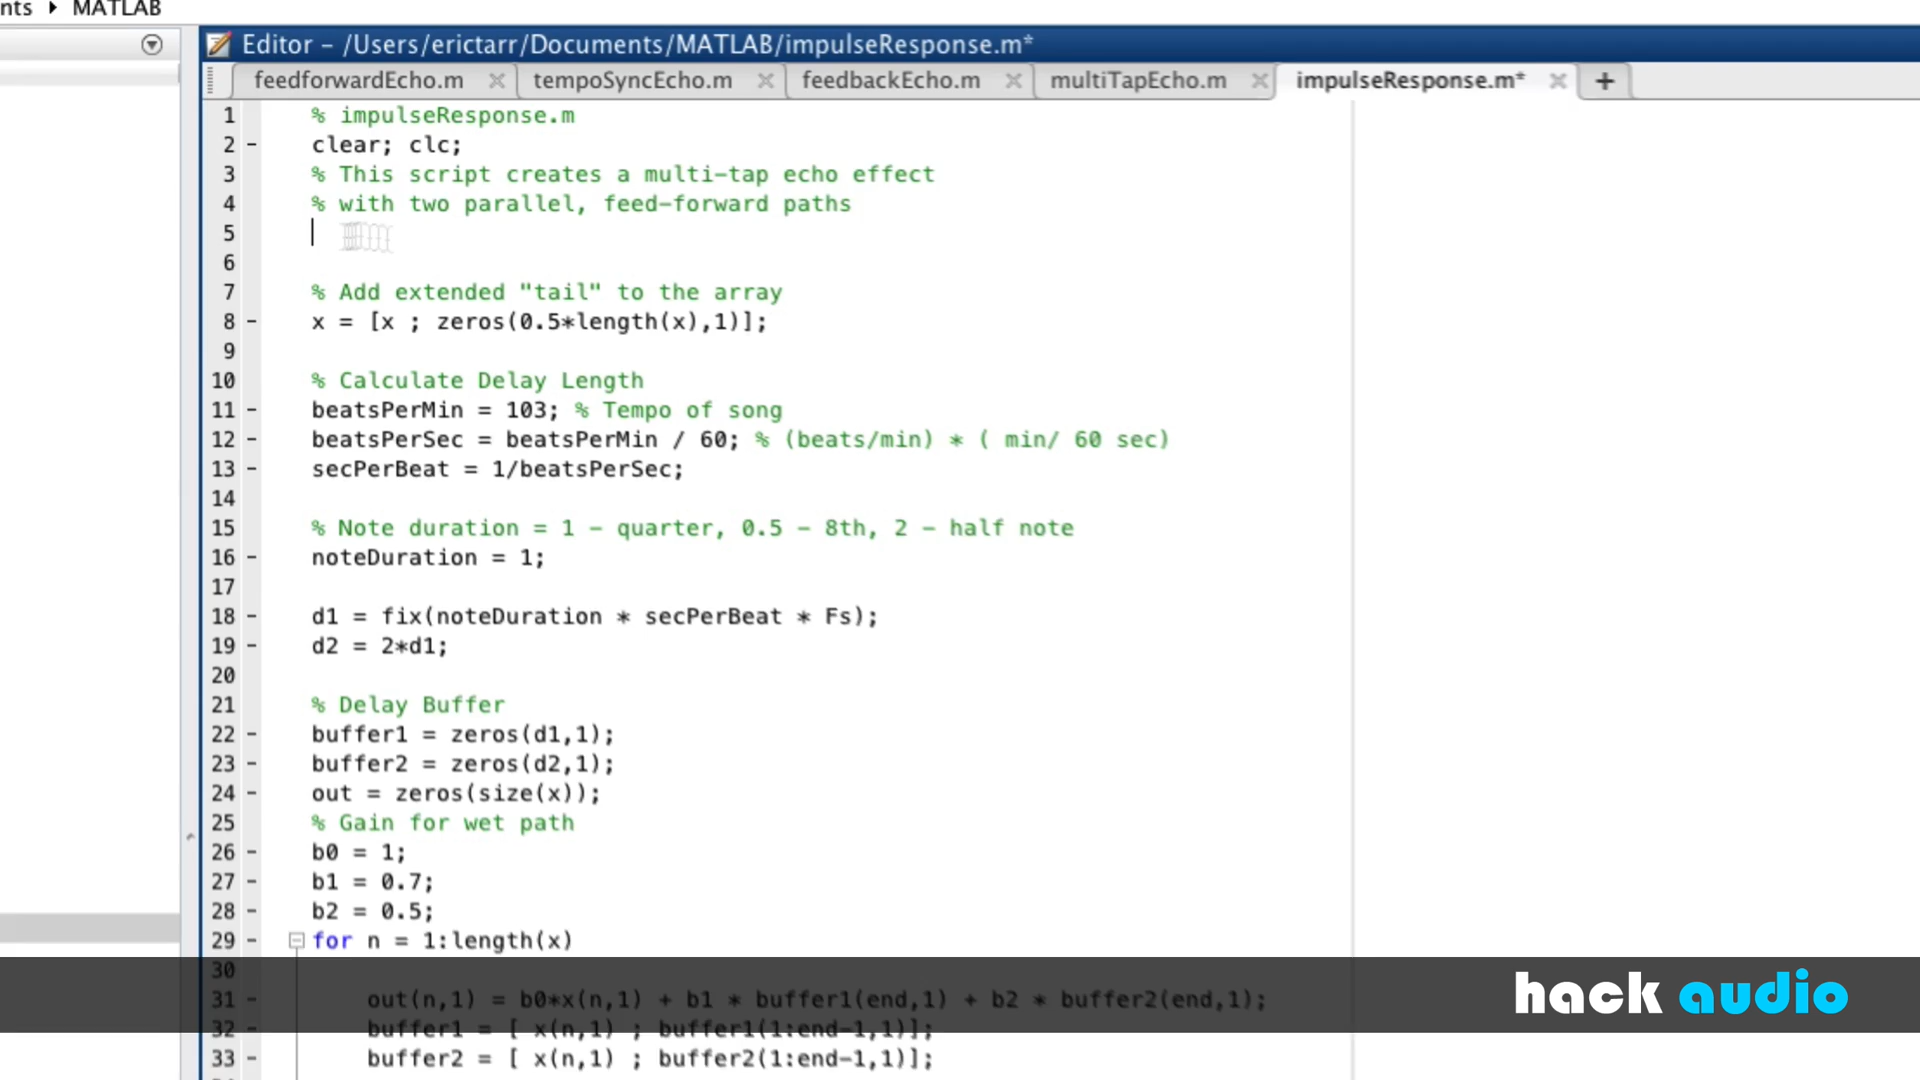 nts ▸ MATLAB
Editor – /Users/erictarr/Documents/MATLAB/impulseResponse.m*
feedforwardEcho.m × tempoSyncEcho.m × feedbackEcho.m × multiTapEcho.m × impulseResponse.m* × +
1 % impulseResponse.m
2 – clear; clc;
3 % This script creates a multi-tap echo effect
4 % with two parallel, feed-forward paths
5
6
7 % Add extended "tail" to the array
8 – x = [x ; zeros(0.5*length(x),1)];
9
10 % Calculate Delay Length
11 – beatsPerMin = 103; % Tempo of song
12 – beatsPerSec = beatsPerMin / 60; % (beats/min) * ( min/ 60 sec)
13 – secPerBeat = 1/beatsPerSec;
14
15 % Note duration = 1 – quarter, 0.5 – 8th, 2 – half note
16 – noteDuration = 1;
17
18 – d1 = fix(noteDuration * secPerBeat * Fs);
19 – d2 = 2*d1;
20
21 % Delay Buffer
22 – buffer1 = zeros(d1,1);
23 – buffer2 = zeros(d2,1);
24 – out = zeros(size(x));
25 % Gain for wet path
26 – b0 = 1;
27 – b1 = 0.7;
28 – b2 = 0.5;
29 – for n = 1:length(x)
30
31 – out(n,1) = b0*x(n,1) + b1 * buffer1(end,1) + b2 * buffer2(end,1);
hack audio
32 – buffer1 = [ x(n,1) ; buffer1(1:end-1,1)];
33 – buffer2 = [ x(n,1) ; buffer2(1:end-1,1)];